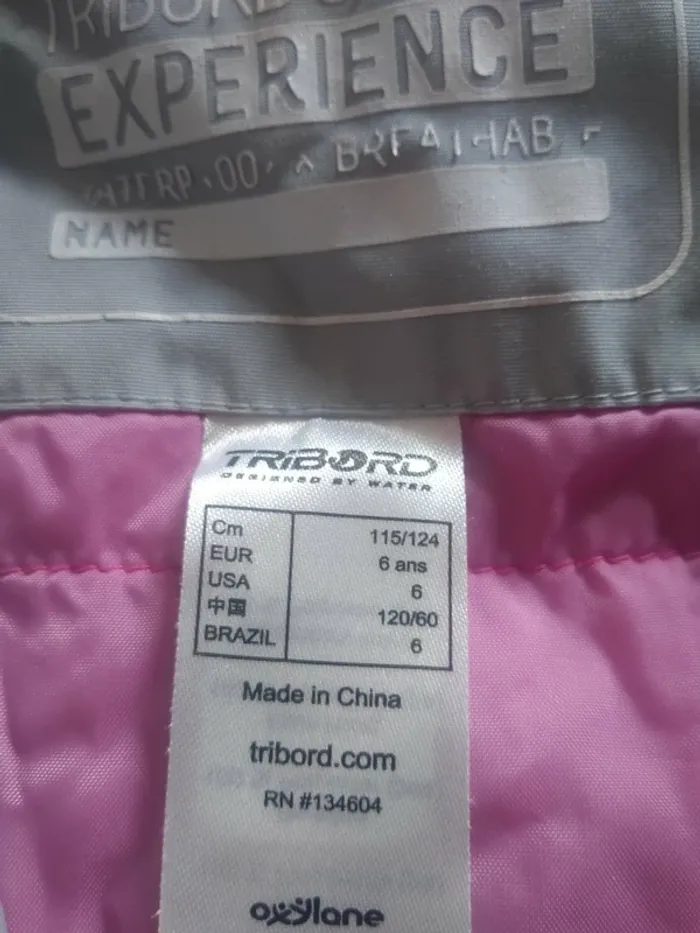 EXPERIENCE
NAME
TRIBORD
DESIGNED BY WATER
Cm 115/124
EUR 6 ans
USA 6
中国 120/60
BRAZIL 6
Made in China
tribord.com
RN #134604
oxylane